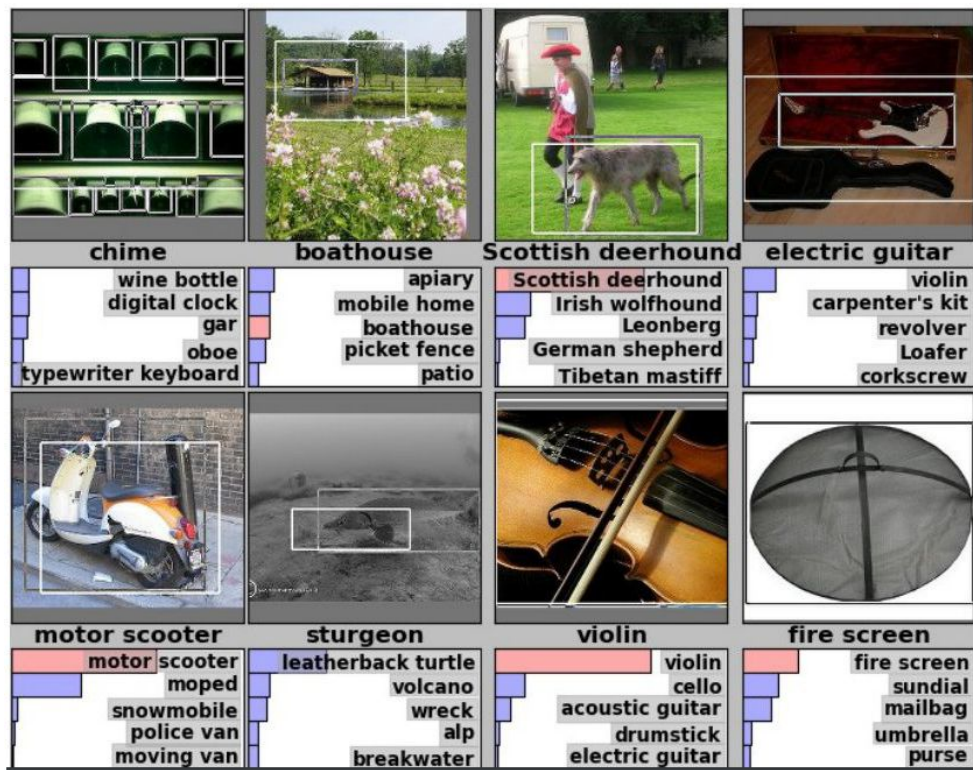 chime
boathouse
Scottish deerhound
electric guitar
wine bottle
digital clock
gar
oboe
typewriter keyboard
apiary
mobile home
boathouse
picket fence
patio
Scottish deerhound
Irish wolfhound
Leonberg
German shepherd
Tibetan mastiff
violin
carpenter's kit
revolver
Loafer
corkscrew
motor scooter
sturgeon
violin
fire screen
motor scooter
moped
snowmobile
police van
moving van
leatherback turtle
volcano
wreck
alp
breakwater
violin
cello
acoustic guitar
drumstick
electric guitar
fire screen
sundial
mailbag
umbrella
purse